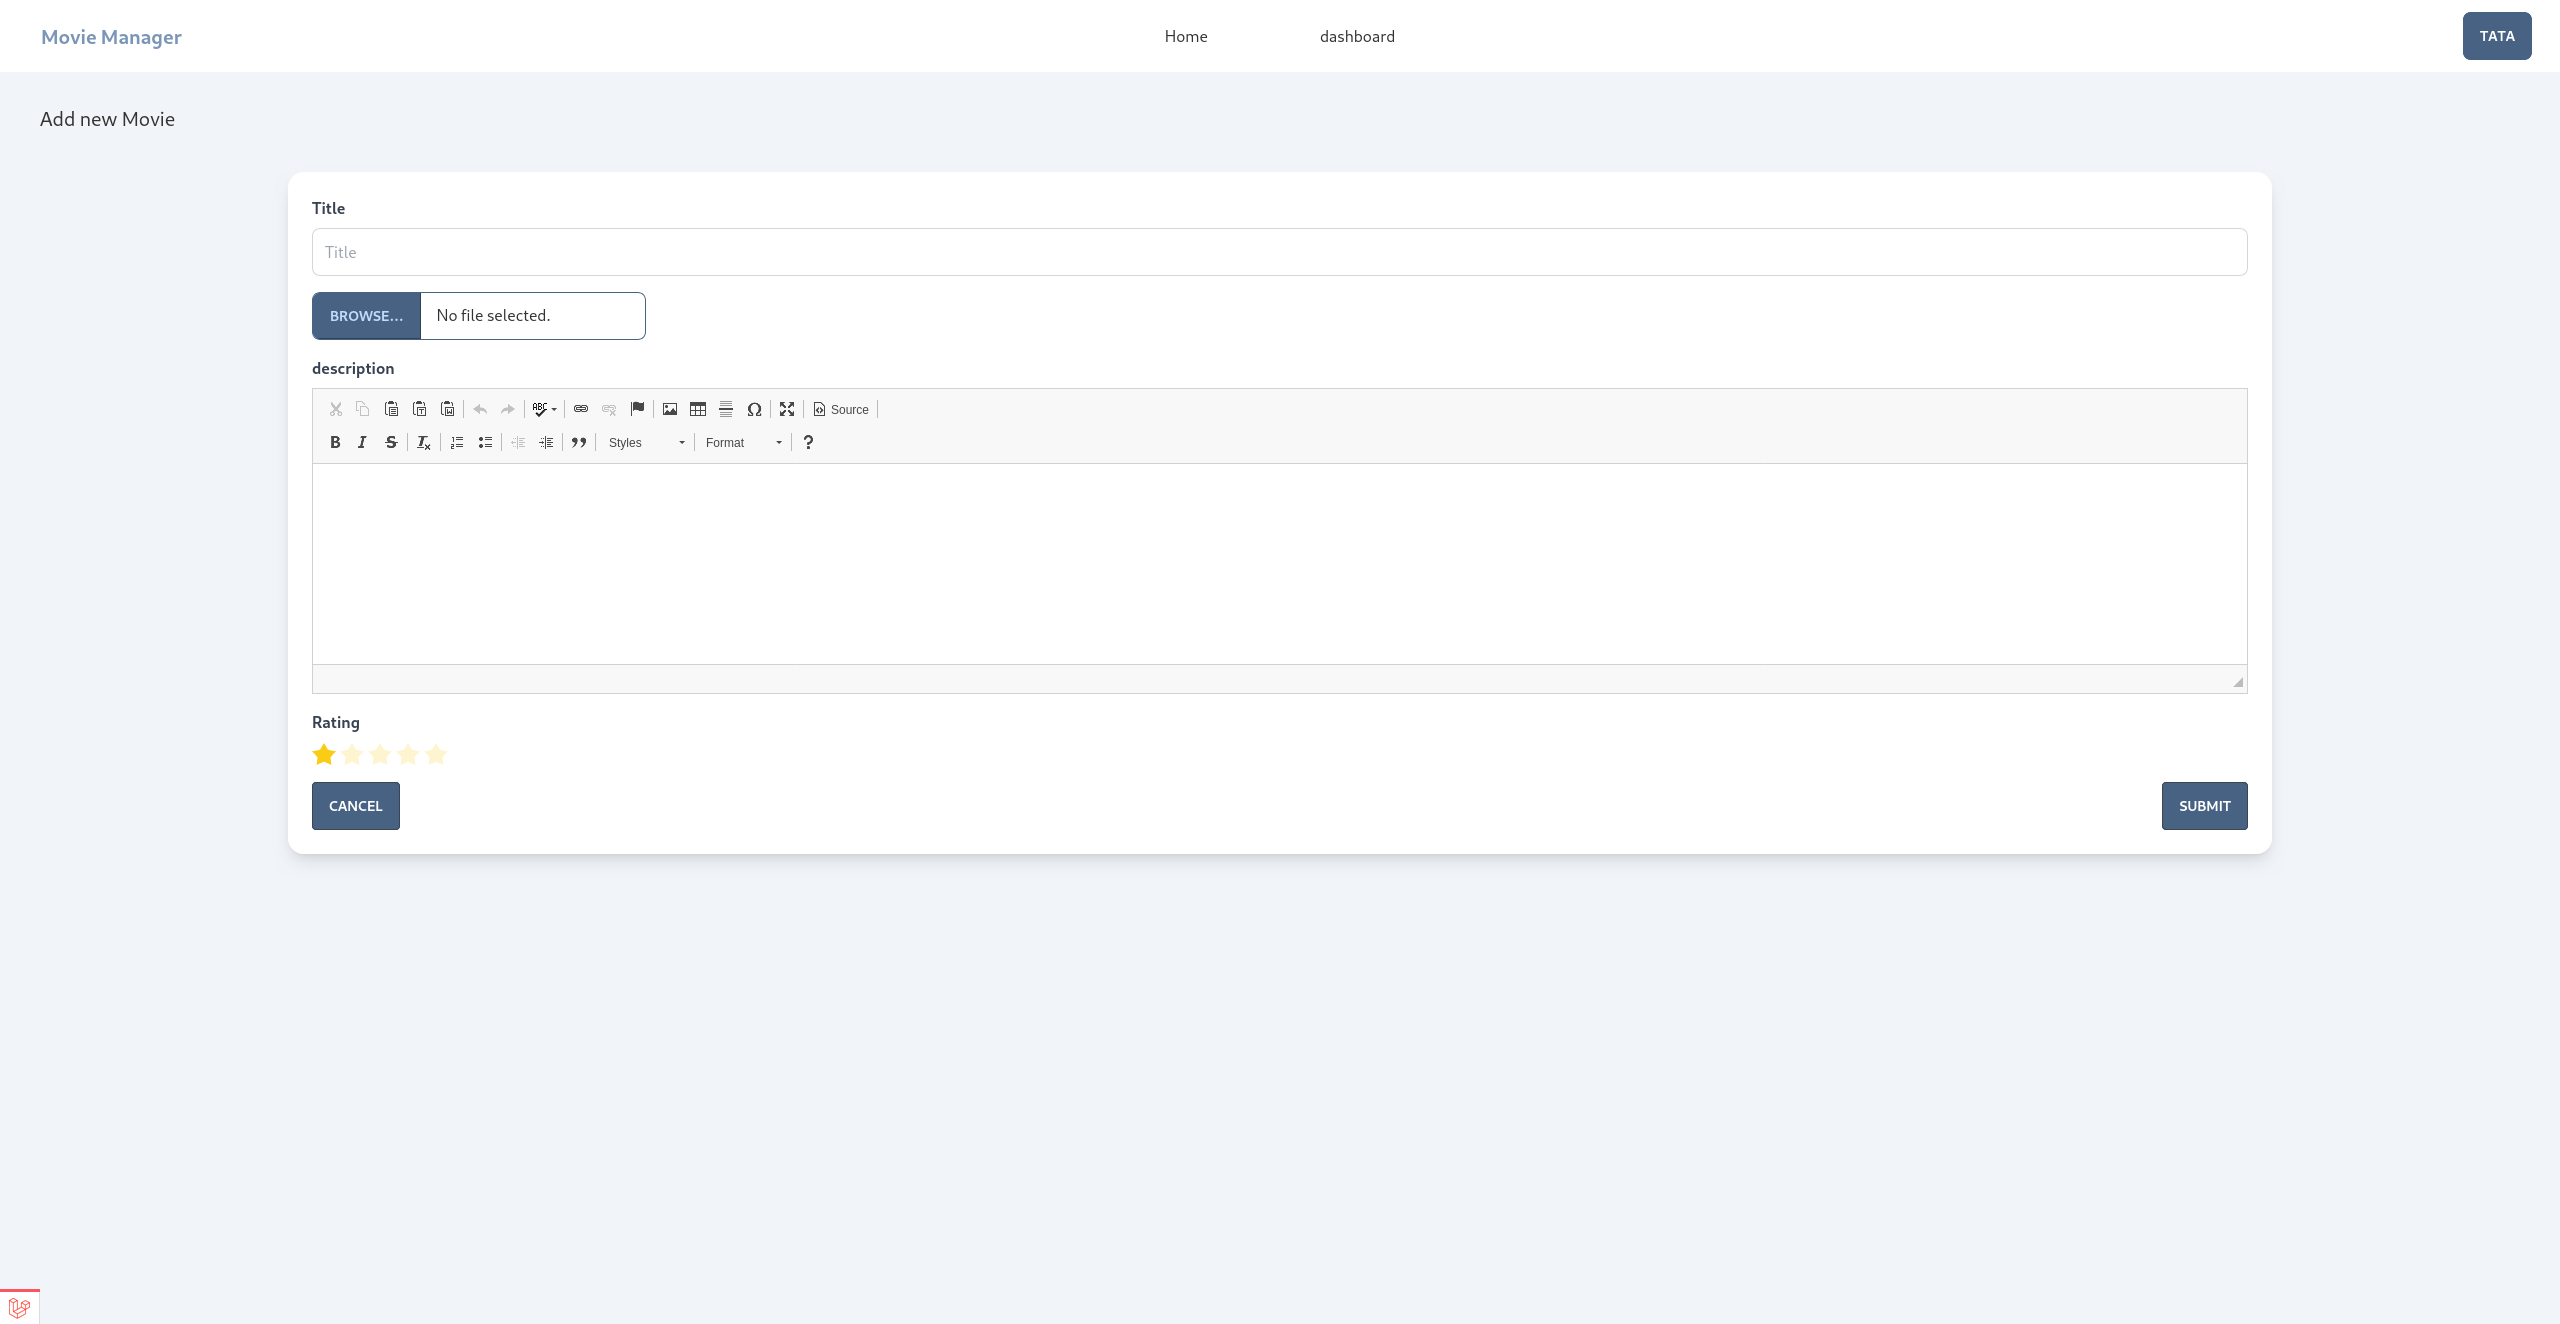 Movie Manager
Home
dashboard
TATA
Add new Movie
Title
Title
BROWSE...
No file selected.
description
ABC
Source
B I S
Styles
Format
?
Rating
CANCEL
SUBMIT